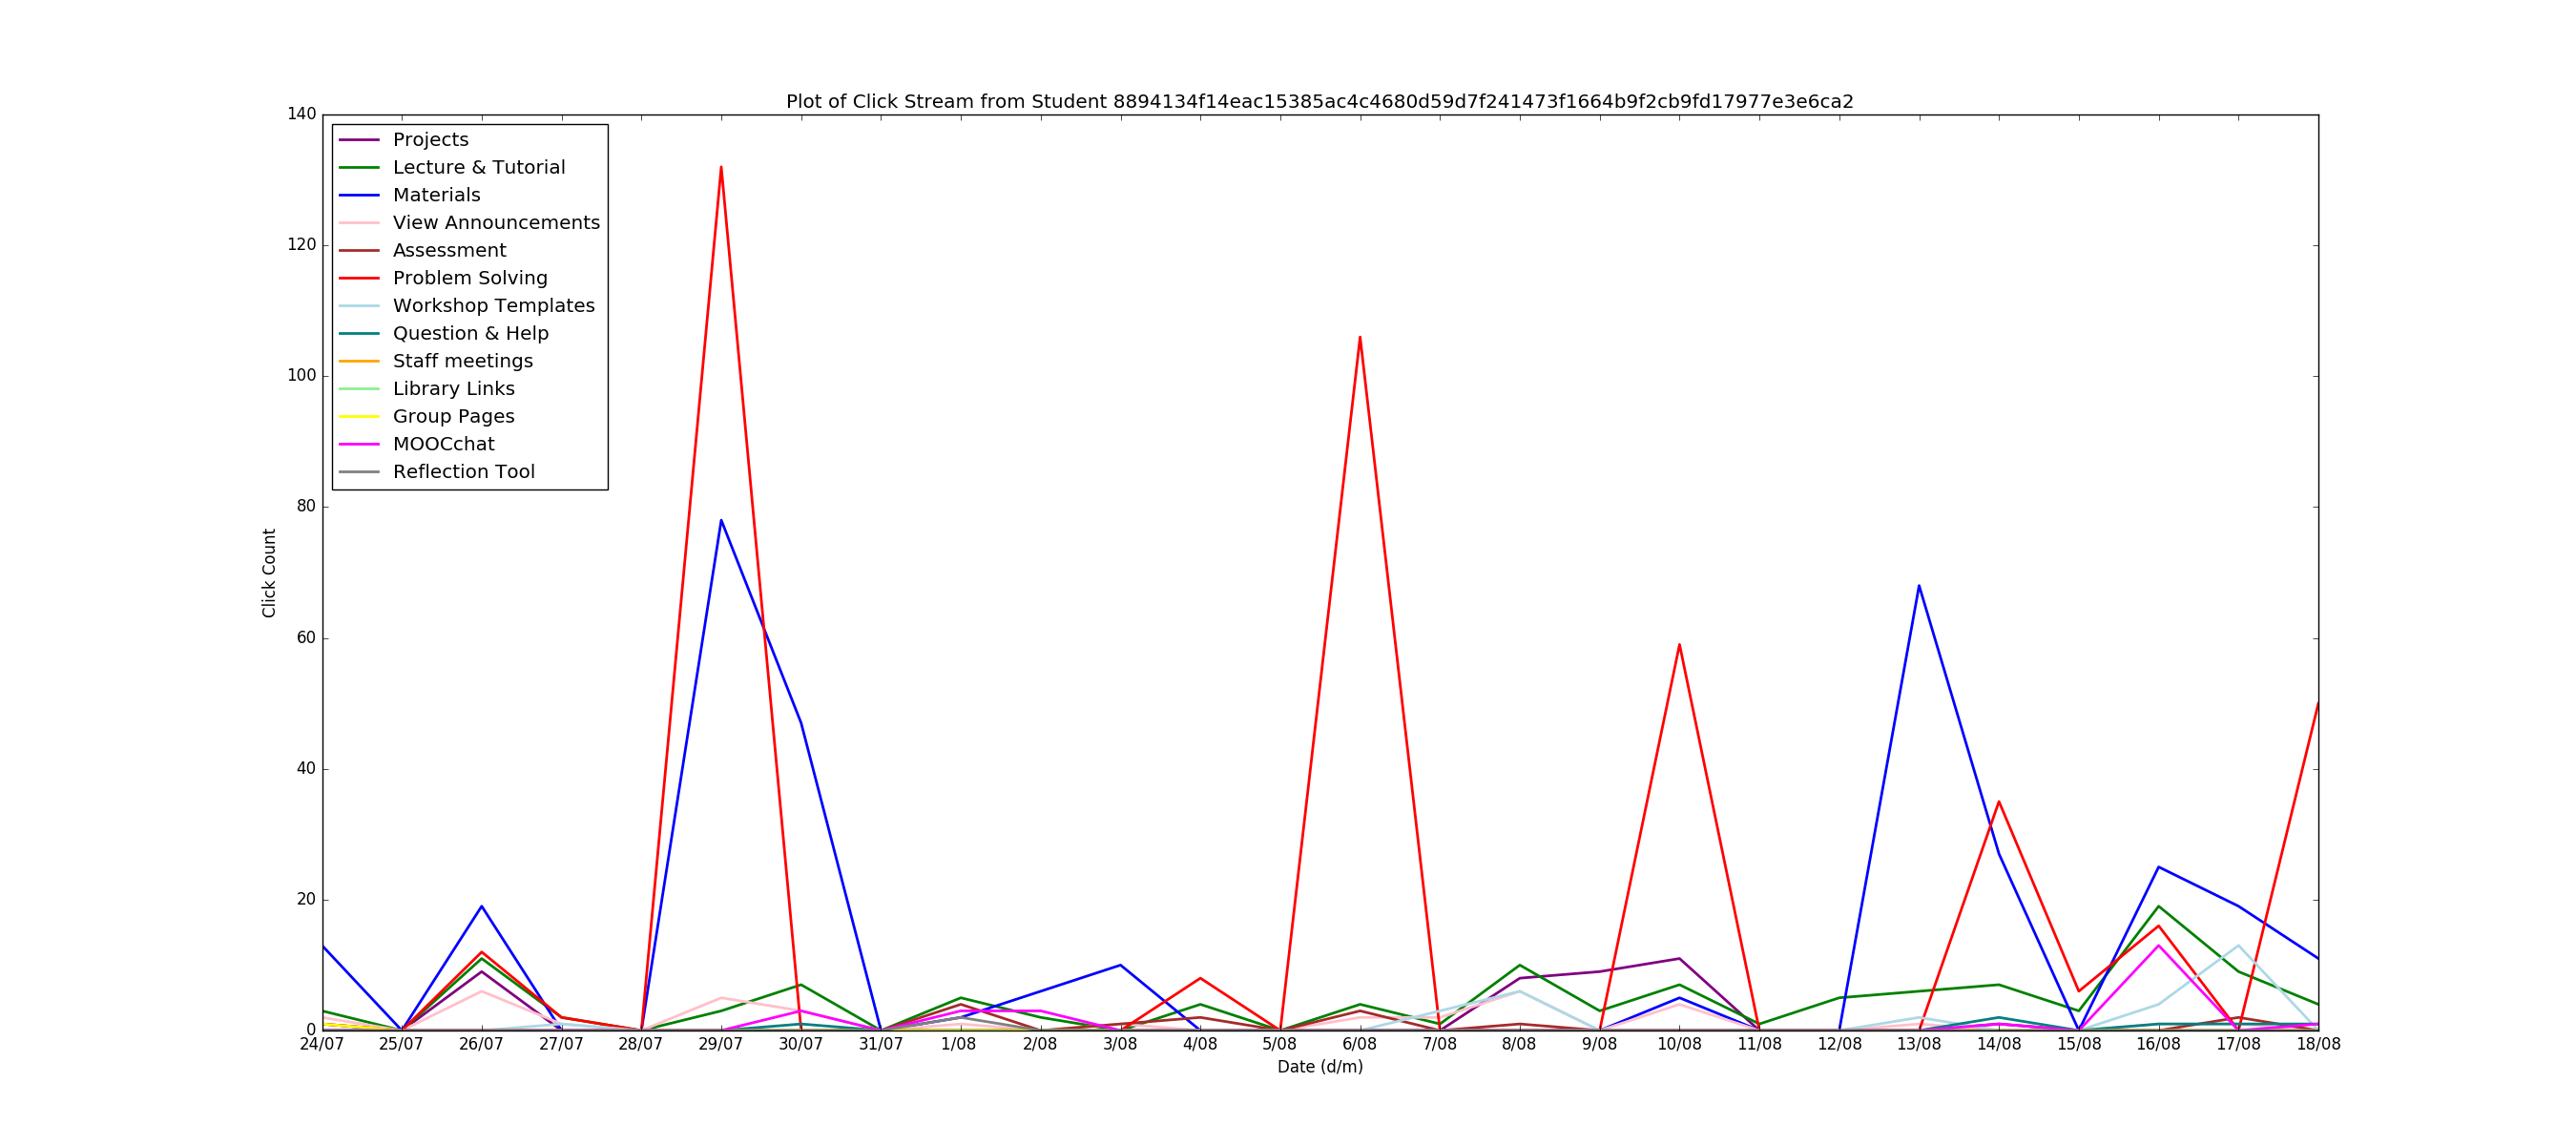 Plot of Click Stream from Student 8894134f14eac15385ac4c4680d59d7f241473f1664b9f2cb9fd17977e3e6ca2
140
120
100
80
60
40
20
0
Click Count
Projects
Lecture & Tutorial
Materials
View Announcements
Assessment
Problem Solving
Workshop Templates
Question & Help
Staff meetings
Library Links
Group Pages
MOOCchat
Reflection Tool
24/07 25/07 26/07 27/07 28/07 29/07 30/07 31/07 1/08 2/08 3/08 4/08 5/08 6/08 7/08 8/08 9/08 10/08 11/08 12/08 13/08 14/08 15/08 16/08 17/08 18/08
Date (d/m)